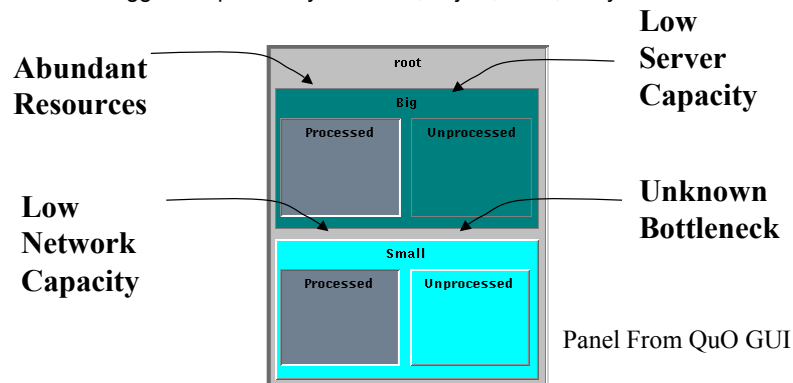 Low
Server
Capacity
Abundant
Resources
root
Big
Processed Unprocessed
Low
Network
Capacity
Unknown
Bottleneck
Small
Processed Unprocessed
Panel From QuO GUI